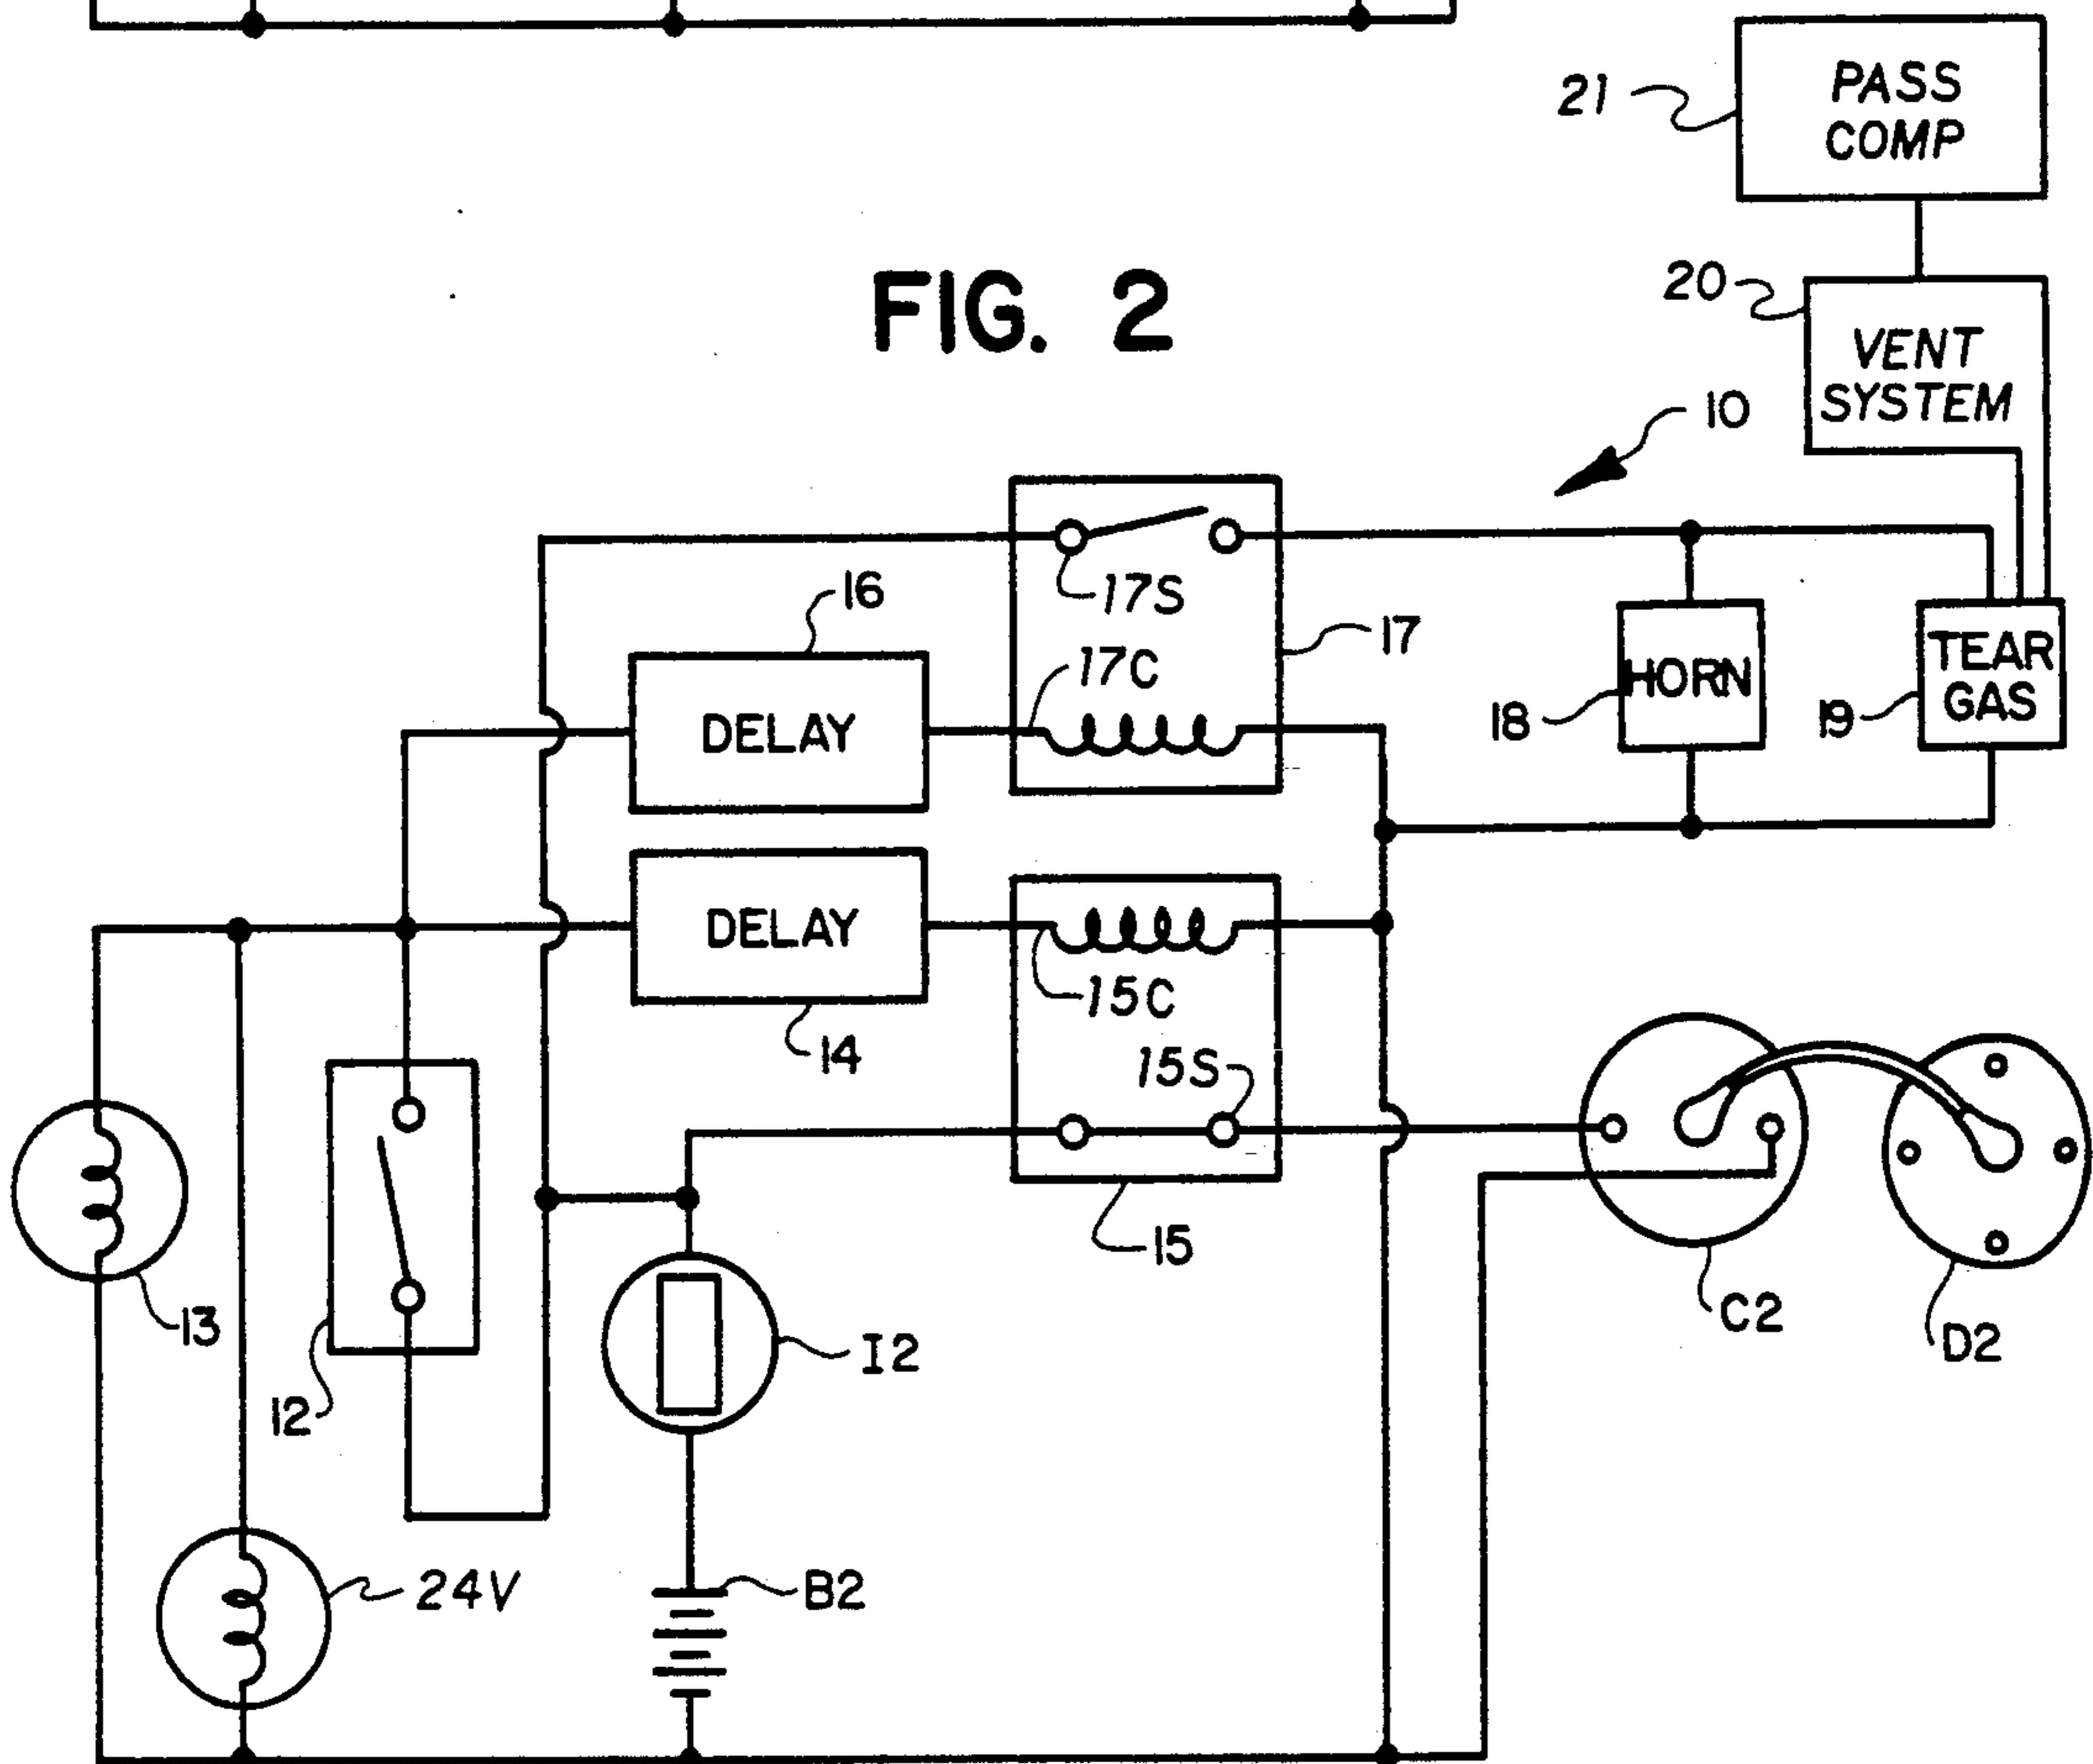 21
PASS
COMP
20
FIG. 2
VENT
SYSTEM
10
16
17S
17
17C
HORN
TEAR
GAS
18
19
DELAY
DELAY
15C
14
15S
15
13
I2
C2
D2
12
24V
B2